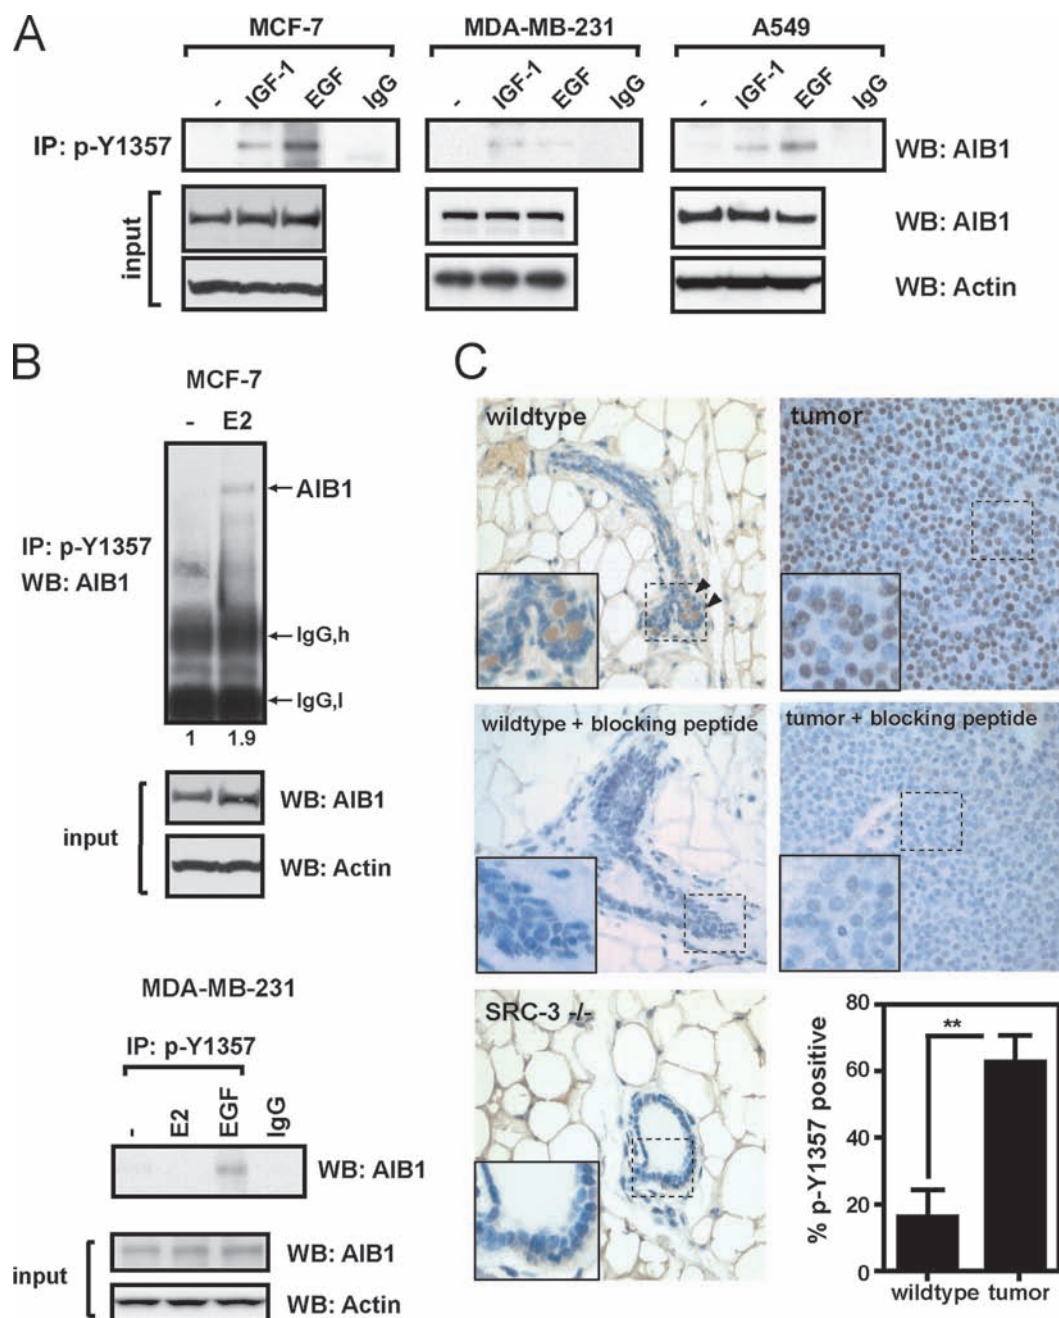 A
MCF-7
MDA-MB-231
A549
- IGF-1 EGF IgG
- IGF-1 EGF IgG
- IGF-1 EGF IgG
IP: p-Y1357
WB: AIB1
input
WB: AIB1
WB: Actin
B
MCF-7
- E2
AIB1
IP: p-Y1357
WB: AIB1
IgG,h
IgG,l
1 1.9
input
WB: AIB1
WB: Actin
MDA-MB-231
IP: p-Y1357
- E2 EGF IgG
WB: AIB1
input
WB: AIB1
WB: Actin
C
wildtype
tumor
wildtype + blocking peptide
tumor + blocking peptide
SRC-3 -/-
% p-Y1357 positive
80
60
40
20
0
**
wildtype tumor